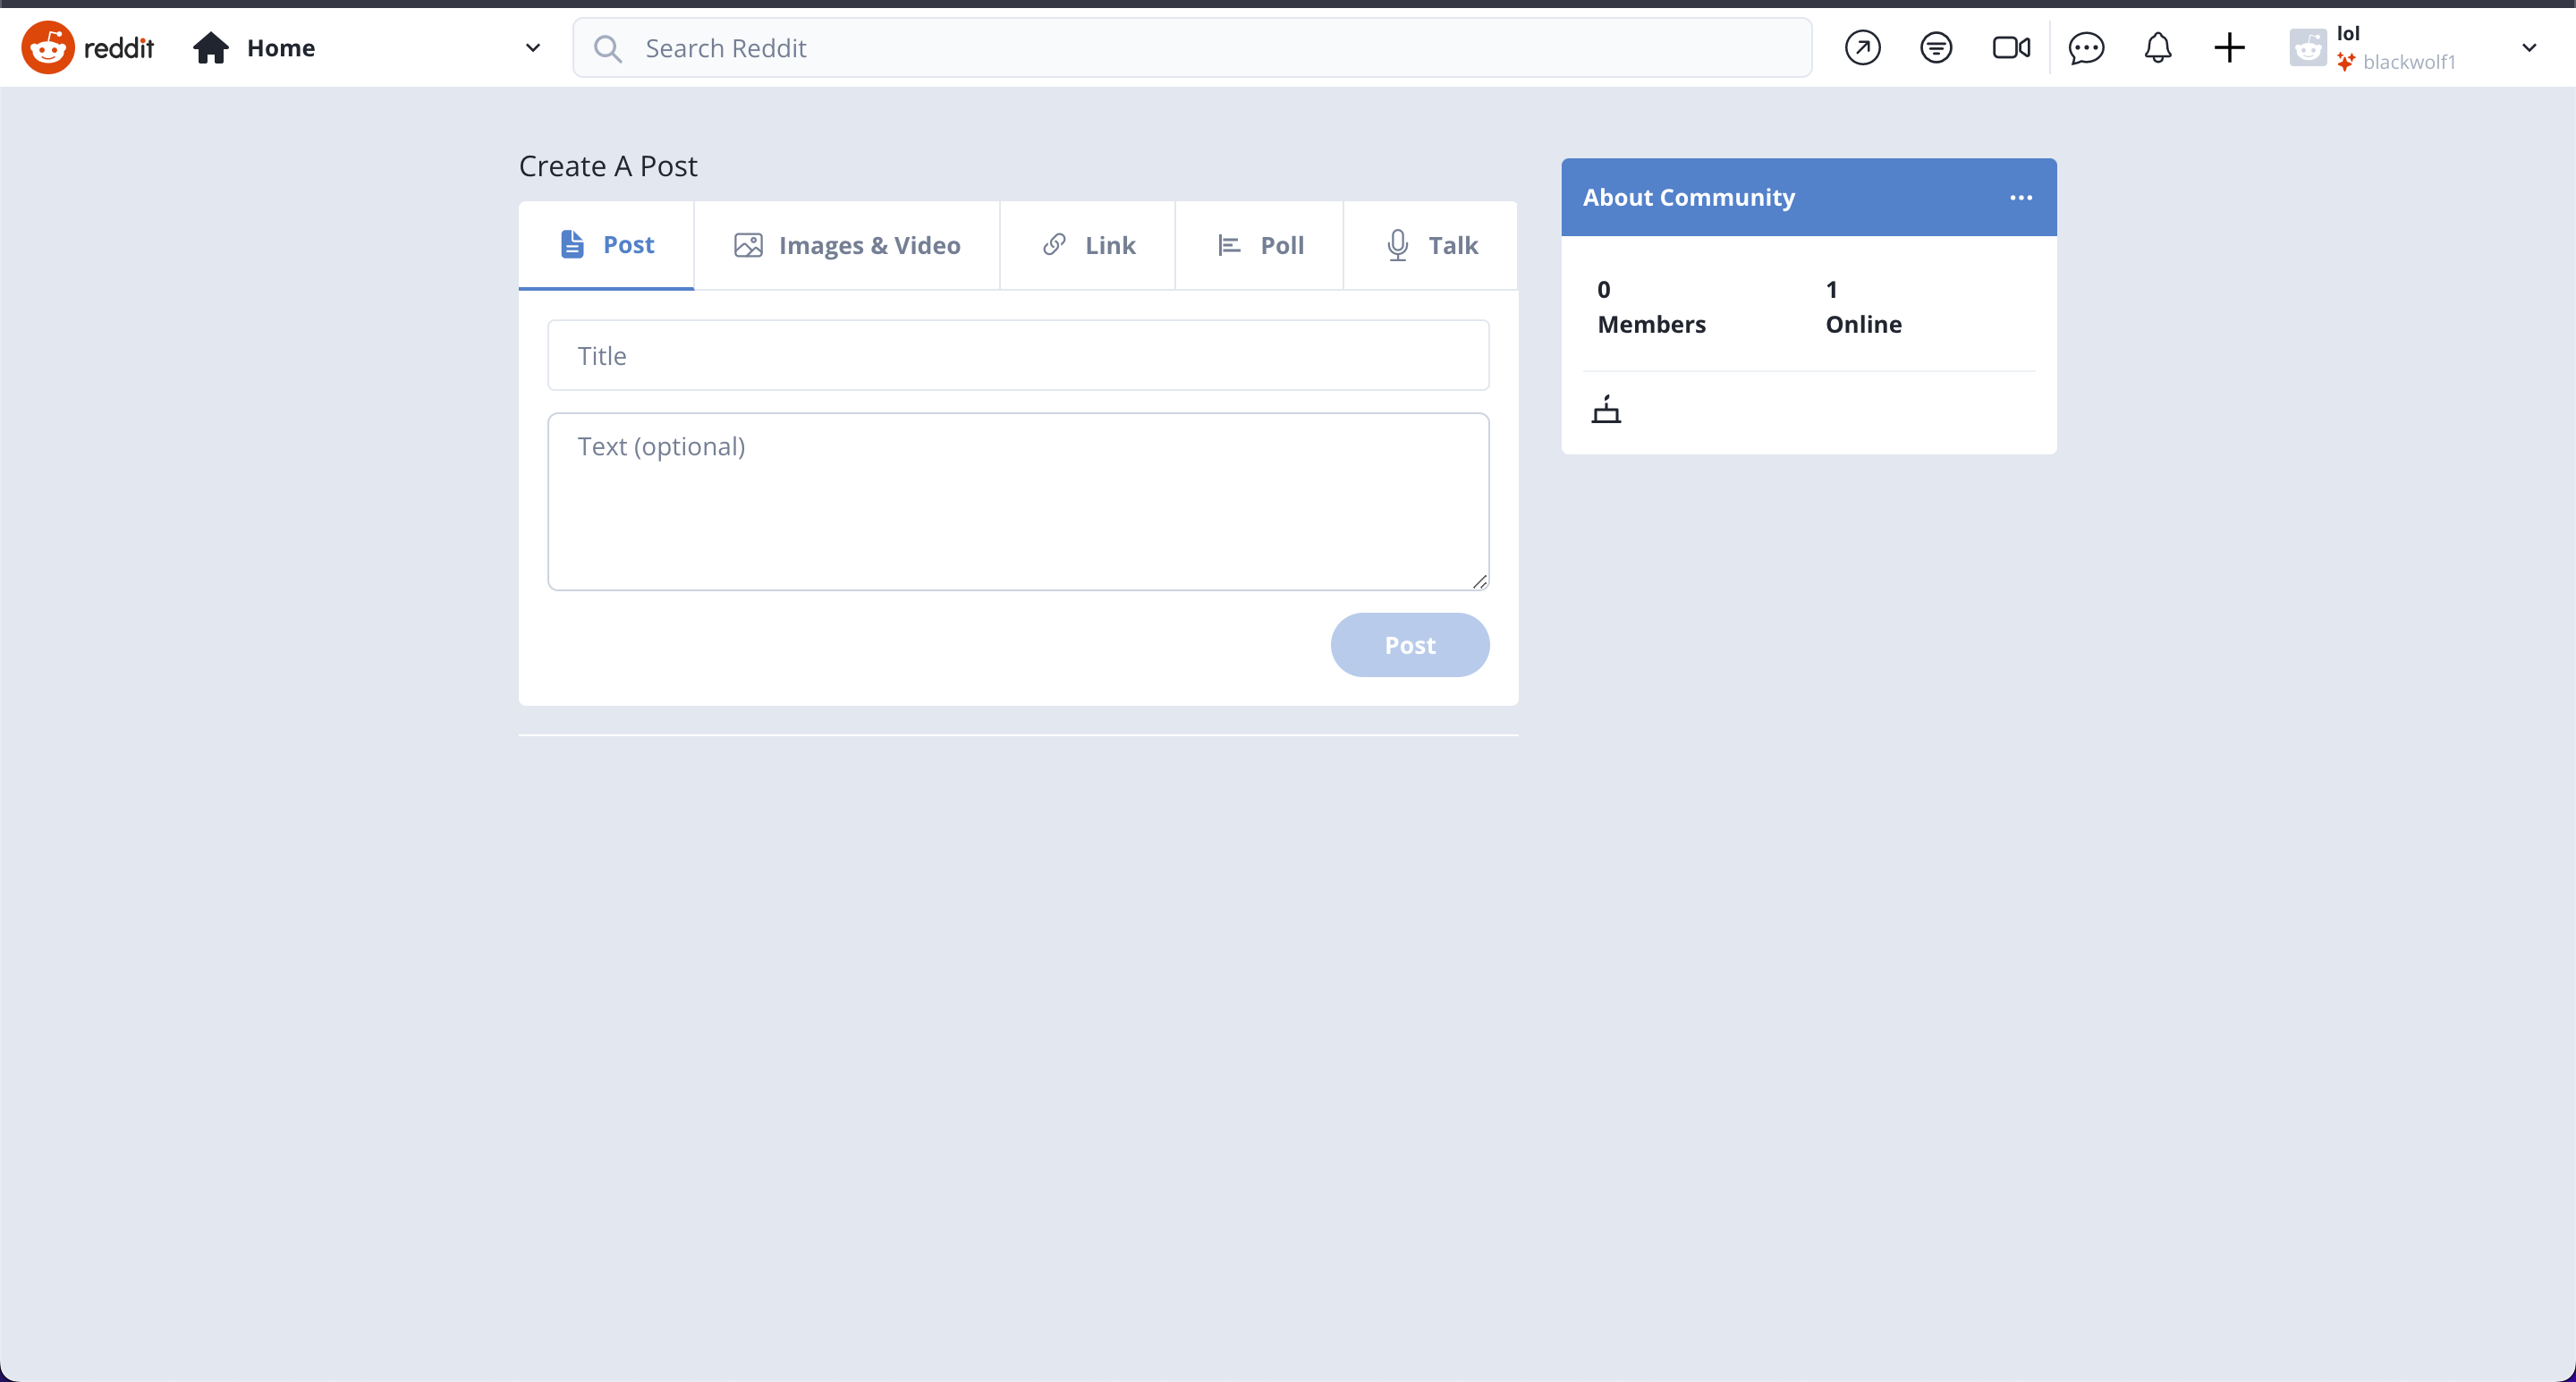 reddit
Home
Search Reddit
lol
blackwolf1
Create A Post
Post
Images & Video
Link
Poll
Talk
Title
Text (optional)
Post
About Community
0
Members
1
Online